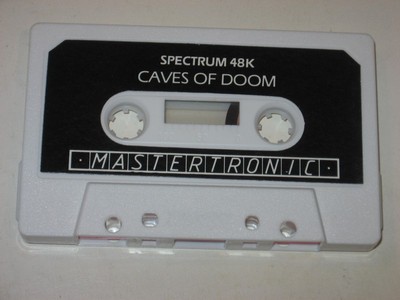 SPECTRUM 48K
CAVES OF DOOM
· MASTERTRONIC ·